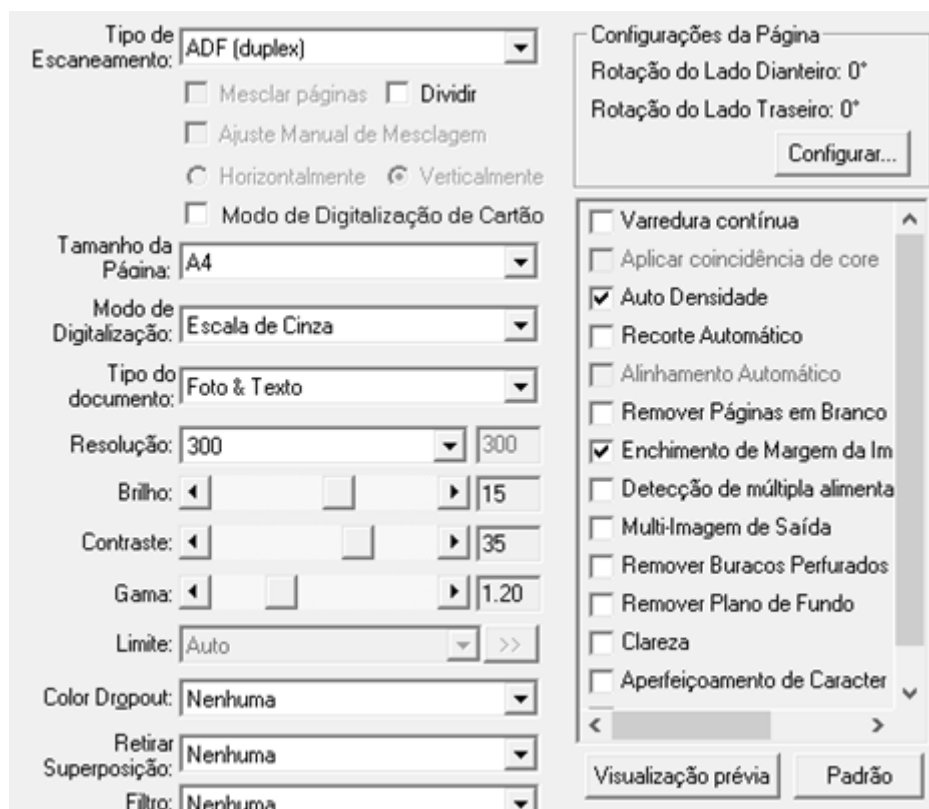 Tipo de
Escaneamento:
ADF (duplex)
Mesclar páginas
Dividir
Ajuste Manual de Mesclagem
Horizontalmente
Verticalmente
Modo de Digitalização de Cartão
Tamanho da
Página:
A4
Modo de
Digitalização:
Escala de Cinza
Tipo do
documento:
Foto & Texto
Resolução:
300
300
Brilho:
15
Contraste:
35
Gama:
1.20
Limite:
Auto
>>
Color Dropout:
Nenhuma
Retirar
Superposição:
Nenhuma
Filtro:
Nenhuma
Configurações da Página
Rotação do Lado Dianteiro: 0°
Rotação do Lado Traseiro: 0°
Configurar...
Varredura contínua
Aplicar coincidência de core
Auto Densidade
Recorte Automático
Alinhamento Automático
Remover Páginas em Branco
Enchimento de Margem da Im
Detecção de múltipla alimenta
Multi-Imagem de Saída
Remover Buracos Perfurados
Remover Plano de Fundo
Clareza
Aperfeiçoamento de Caracter
Visualização prévia
Padrão